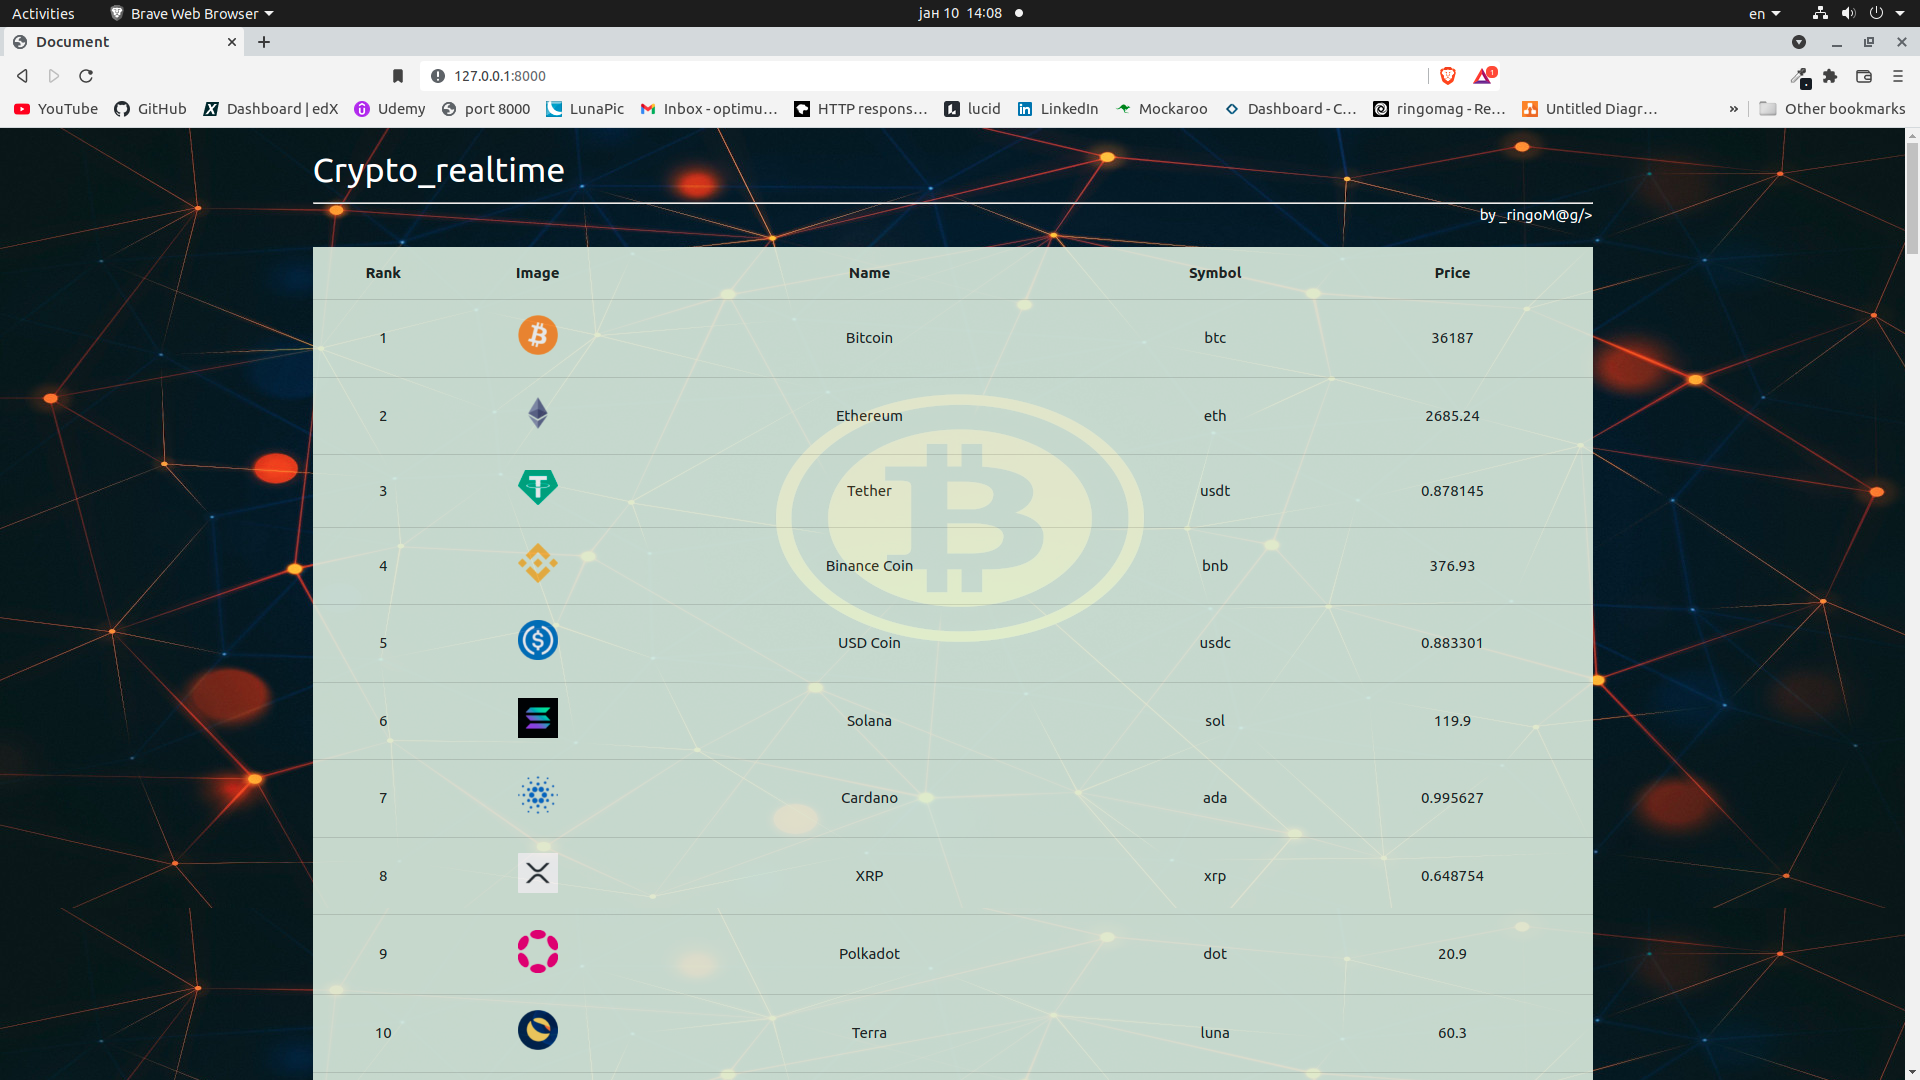 Activities Brave Web Browser јан 10 14:08 en
Document
127.0.0.1:8000 1
YouTube GitHub Dashboard | edX Udemy port 8000 LunaPic Inbox - optimu… HTTP respons… lucid LinkedIn Mockaroo Dashboard - C… ringomag - Re… Untitled Diagr… » Other bookmarks
Crypto_realtime
by _ringoM@g/>
Rank Image Name Symbol Price
1 Bitcoin btc 36187
2 Ethereum eth 2685.24
3 Tether usdt 0.878145
4 Binance Coin bnb 376.93
5 USD Coin usdc 0.883301
6 Solana sol 119.9
7 Cardano ada 0.995627
8 XRP xrp 0.648754
9 Polkadot dot 20.9
10 Terra luna 60.3